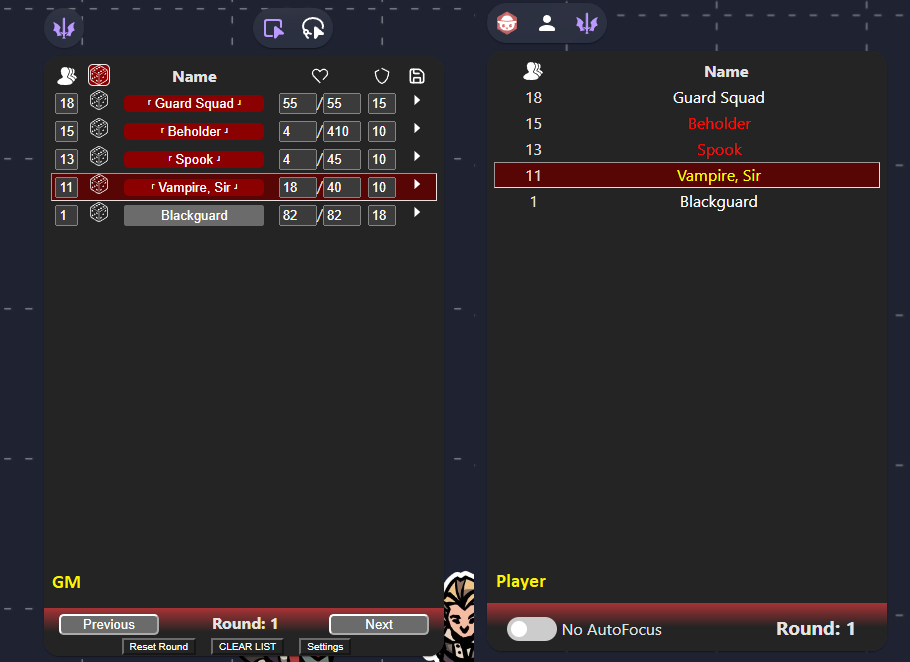 Name
18 ｢ Guard Squad ｣ 55 / 55 15
15 ｢ Beholder ｣ 4 / 410 10
13 ｢ Spook ｣ 4 / 45 10
11 ｢ Vampire, Sir ｣ 18 / 40 10
1 Blackguard 82 / 82 18
GM
Previous Round: 1 Next
Reset Round CLEAR LIST Settings
Name
18 Guard Squad
15 Beholder
13 Spook
11 Vampire, Sir
1 Blackguard
Player
No AutoFocus Round: 1